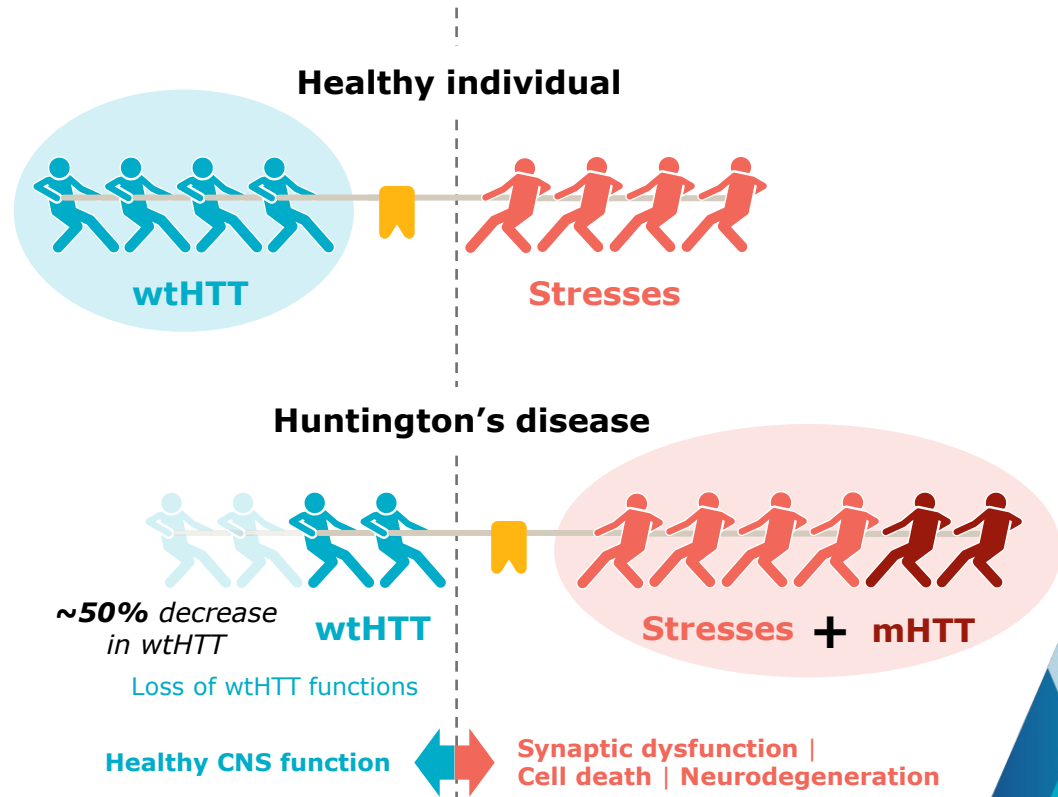 Healthy individual
wtHTT
Stresses
Huntington’s disease
~50% decrease
in wtHTT
wtHTT
Loss of wtHTT functions
Stresses + mHTT
Healthy CNS function
Synaptic dysfunction |
Cell death | Neurodegeneration